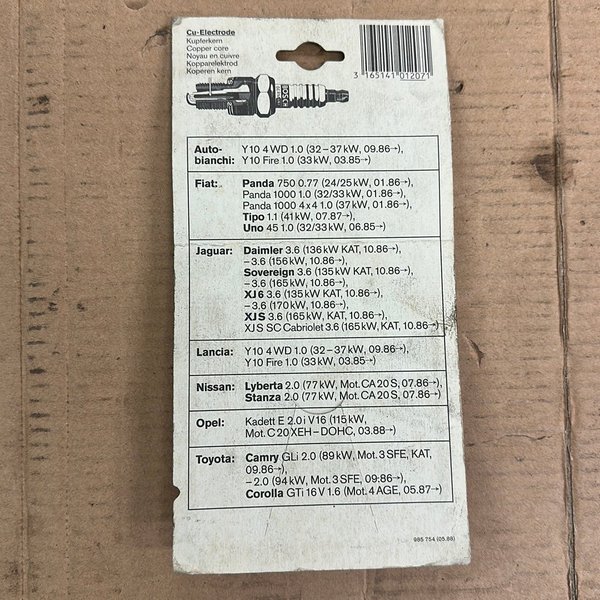 Cu-Electrode
Kupferkern
Copper core
Noyau en cuivre
Kopparelektrod
Koperen kern
BOSCH
3 165141 012071
Auto-
bianchi:
Y 10 4 WD 1.0 (32–37 kW, 09.86→),
Y 10 Fire 1.0 (33 kW, 03.85→)
Fiat:
Panda 750 0.77 (24/25 kW, 01.86→),
Panda 1000 1.0 (32/33 kW, 01.86→),
Panda 1000 4x4 1.0 (37 kW, 01.86→),
Tipo 1.1 (41 kW, 07.87→),
Uno 45 1.0 (32/33 kW, 06.85→)
Jaguar:
Daimler 3.6 (136 kW KAT, 10.86→),
–3.6 (156 kW, 10.86→),
Sovereign 3.6 (135 kW KAT, 10.86→),
–3.6 (165 kW, 10.86→),
XJ6 3.6 (135 kW KAT, 10.86→),
–3.6 (170 kW, 10.86→),
XJS 3.6 (165 kW, KAT, 10.86→),
XJS SC Cabriolet 3.6 (165 kW, KAT, 10.86→)
Lancia:
Y 10 4 WD 1.0 (32–37 kW, 09.86→),
Y 10 Fire 1.0 (33 kW, 03.85→)
Nissan:
Lyberta 2.0 (77 kW, Mot. CA 20 S, 07.86→),
Stanza 2.0 (77 kW, Mot. CA 20 S, 07.86→)
Opel:
Kadett E 2.0 i V16 (115 kW,
Mot. C 20 XEH – DOHC, 03.88→)
Toyota:
Camry GLi 2.0 (89 kW, Mot. 3 SFE, KAT,
09.86→),
– 2.0 (94 kW, Mot. 3 SFE, 09.86→),
Corolla GTi 16 V 1.6 (Mot. 4 AGE, 05.87→)
985 754 (05.88)